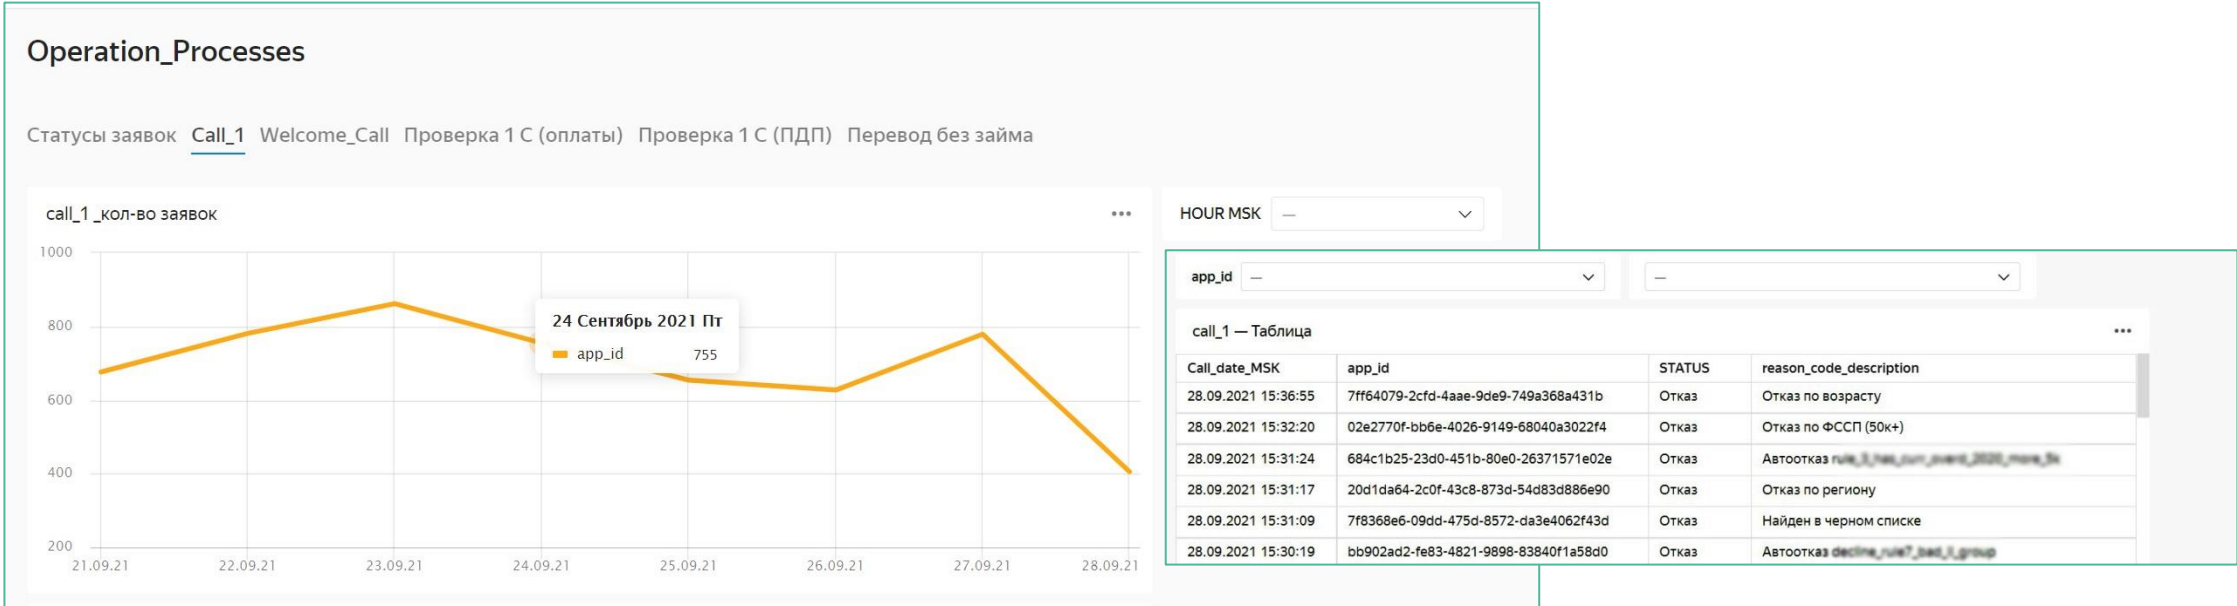 Operation_Processes
Статусы заявок Call_1 Welcome_Call Проверка 1 С (оплаты) Проверка 1 С (ПДП) Перевод без займа
call_1 _кол-во заявок
1000
800
600
400
200
21.09.21 22.09.21 23.09.21 24.09.21 25.09.21 26.09.21 27.09.21 28.09.21
24 Сентябрь 2021 Пт
app_id 755
HOUR MSK —
app_id — —
call_1 — Таблица
Call_date_MSK app_id STATUS reason_code_description
28.09.2021 15:36:55 7ff64079-2cfd-4aae-9de9-749a368a431b Отказ Отказ по возрасту
28.09.2021 15:32:20 02e2770f-bb6e-4026-9149-68040a3022f4 Отказ Отказ по ФССП (50к+)
28.09.2021 15:31:24 684c1b25-23d0-451b-80e0-26371571e02e Отказ Автоотказ
28.09.2021 15:31:17 20d1da64-2c0f-43c8-873d-54d83d886e90 Отказ Отказ по региону
28.09.2021 15:31:09 7f8368e6-09dd-475d-8572-da3e4062f43d Отказ Найден в черном списке
28.09.2021 15:30:19 bb902ad2-fe83-4821-9898-83840f1a58d0 Отказ Автоотказ